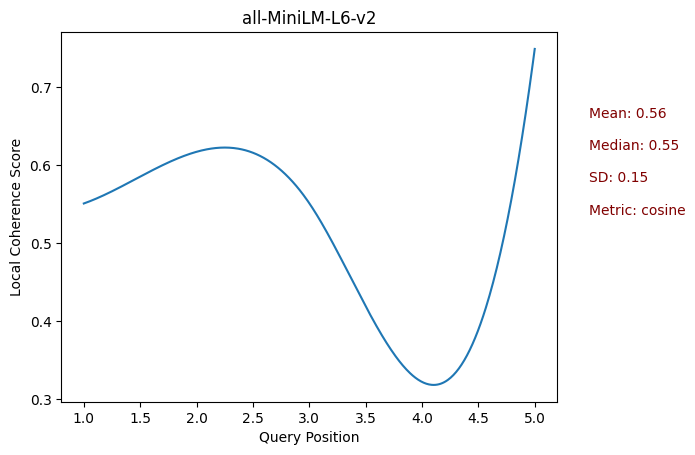 all-MiniLM-L6-v2
0.7
0.6
0.5
0.4
0.3
Local Coherence Score
1.0 1.5 2.0 2.5 3.0 3.5 4.0 4.5 5.0
Query Position
Mean: 0.56
Median: 0.55
SD: 0.15
Metric: cosine